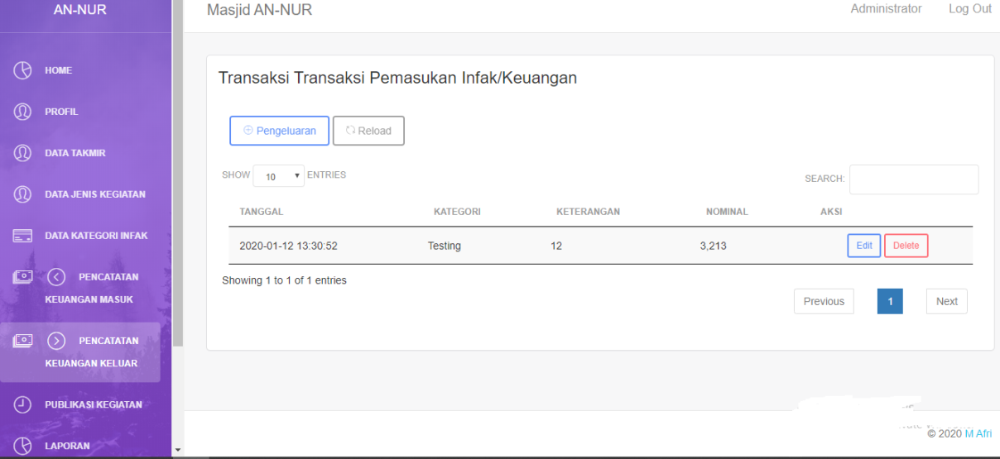 AN-NUR
Masjid AN-NUR
Administrator
Log Out
HOME
PROFIL
DATA TAKMIR
DATA JENIS KEGIATAN
DATA KATEGORI INFAK
PENCATATAN
KEUANGAN MASUK
PENCATATAN
KEUANGAN KELUAR
PUBLIKASI KEGIATAN
LAPORAN
Transaksi Transaksi Pemasukan Infak/Keuangan
Pengeluaran
Reload
SHOW 10 ENTRIES
SEARCH:
TANGGAL KATEGORI KETERANGAN NOMINAL AKSI
2020-01-12 13:30:52 Testing 12 3,213 Edit Delete
Showing 1 to 1 of 1 entries
Previous 1 Next
© 2020 M Afri